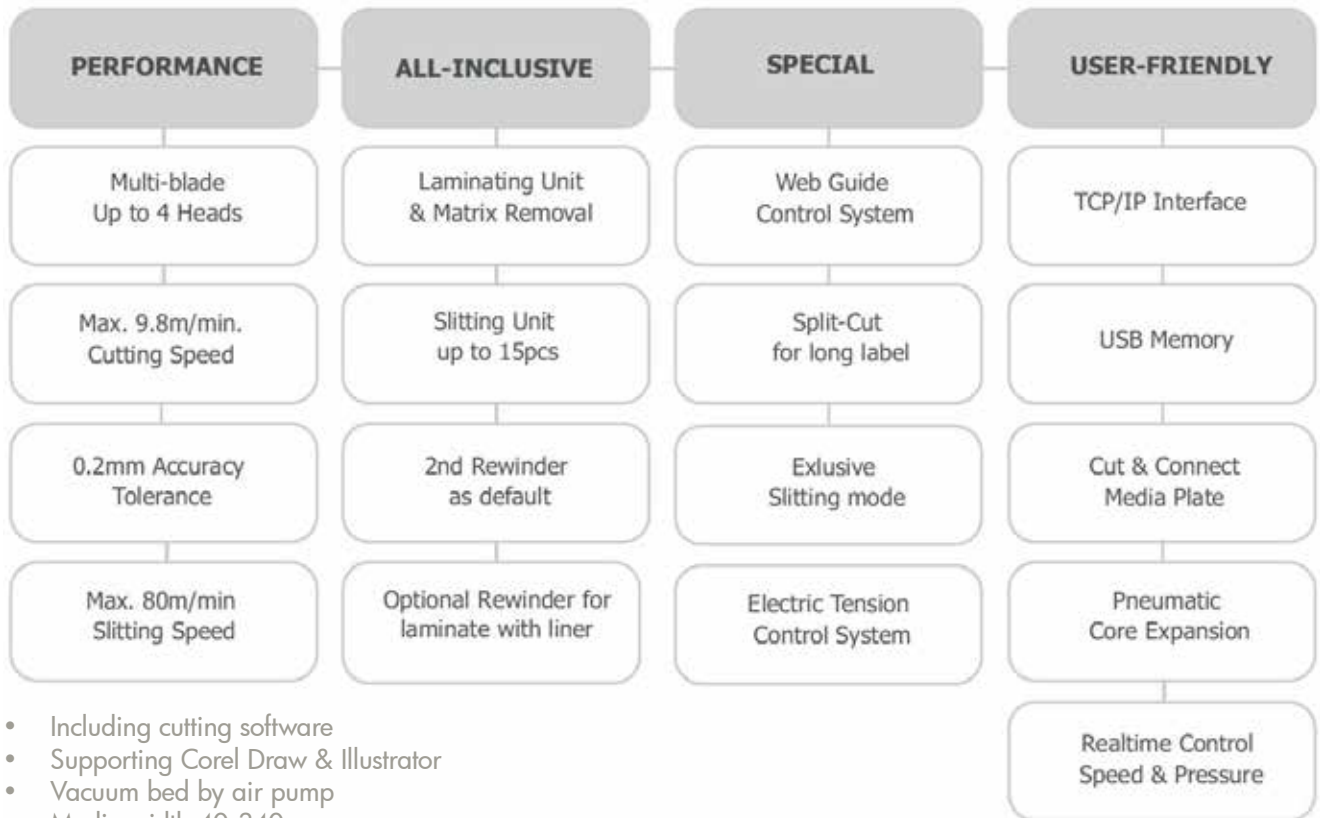 PERFORMANCE
Multi-blade
Up to 4 Heads
Max. 9.8m/min.
Cutting Speed
0.2mm Accuracy
Tolerance
Max. 80m/min
Slitting Speed
ALL-INCLUSIVE
Laminating Unit
& Matrix Removal
Slitting Unit
up to 15pcs
2nd Rewinder
as default
Optional Rewinder for
laminate with liner
SPECIAL
Web Guide
Control System
Split-Cut
for long label
Exlusive
Slitting mode
Electric Tension
Control System
USER-FRIENDLY
TCP/IP Interface
USB Memory
Cut & Connect
Media Plate
Pneumatic
Core Expansion
Realtime Control
Speed & Pressure
• Including cutting software
• Supporting Corel Draw & Illustrator
• Vacuum bed by air pump